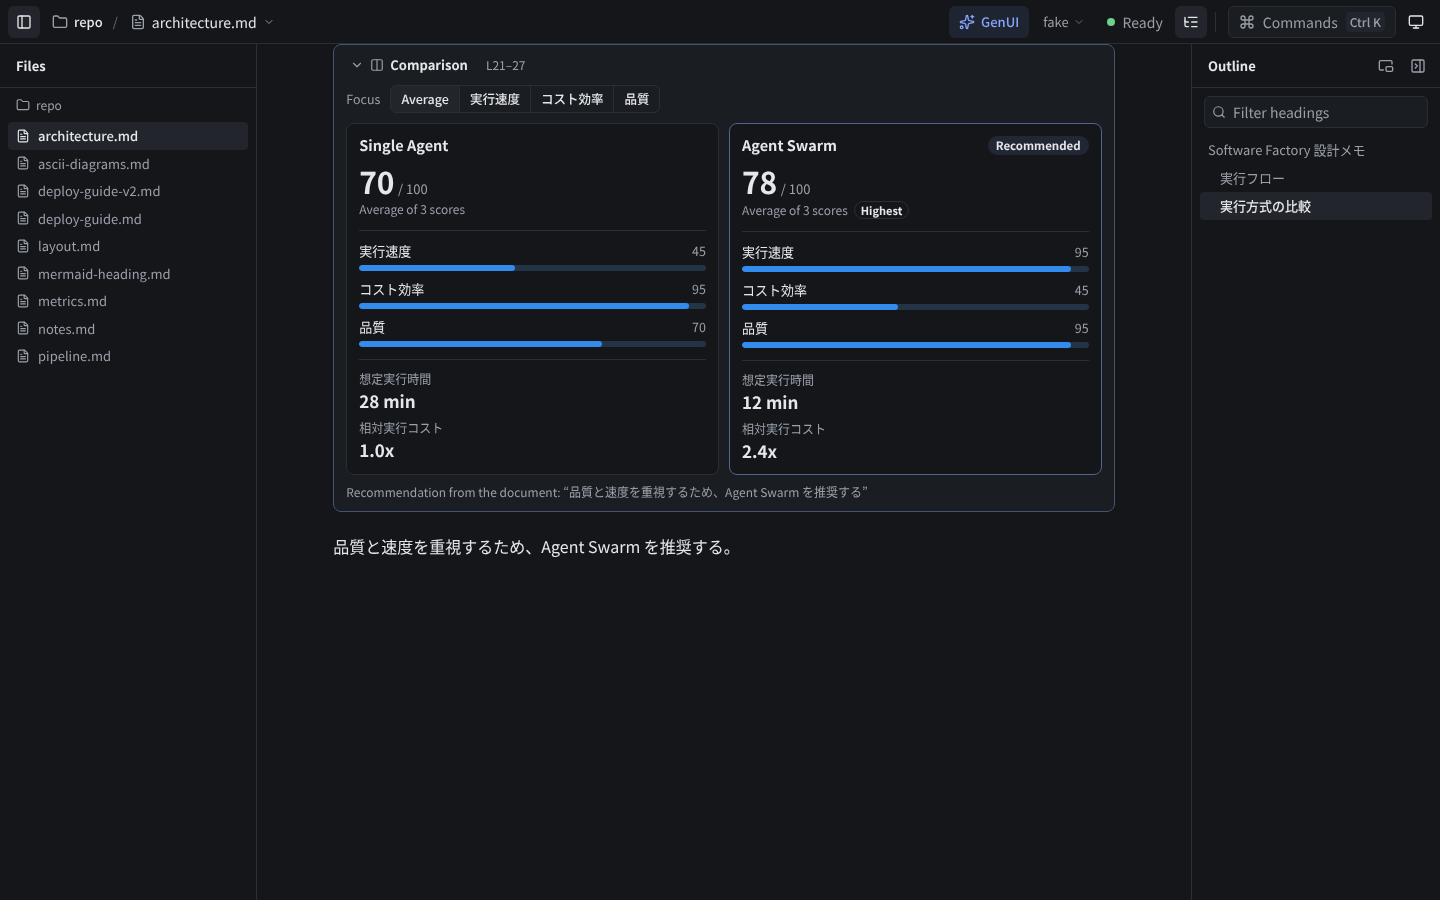 repo / architecture.md
GenUI
fake
Ready
Commands Ctrl K
Files
repo
architecture.md
ascii-diagrams.md
deploy-guide-v2.md
deploy-guide.md
layout.md
mermaid-heading.md
metrics.md
notes.md
pipeline.md
Comparison L21–27
Focus Average 実行速度 コスト効率 品質
Single Agent
70 / 100
Average of 3 scores
実行速度 45
コスト効率 95
品質 70
想定実行時間
28 min
相対実行コスト
1.0x
Agent Swarm Recommended
78 / 100
Average of 3 scores Highest
実行速度 95
コスト効率 45
品質 95
想定実行時間
12 min
相対実行コスト
2.4x
Recommendation from the document: “品質と速度を重視するため、Agent Swarm を推奨する”
品質と速度を重視するため、Agent Swarm を推奨する。
Outline
Filter headings
Software Factory 設計メモ
実行フロー
実行方式の比較